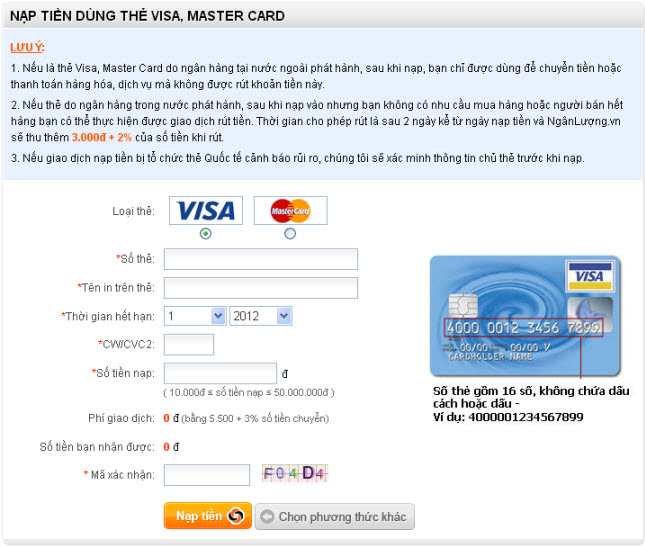 NẠP TIỀN DÙNG THẺ VISA, MASTER CARD
LƯU Ý:
1. Nếu là thẻ Visa, Master Card do ngân hàng tại nước ngoài phát hành, sau khi nạp, bạn chỉ được dùng để chuyển tiền hoặc
thanh toán hàng hóa, dịch vụ mà không được rút khoản tiền này.
2. Nếu thẻ do ngân hàng trong nước phát hành, sau khi nạp vào nhưng bạn không có nhu cầu mua hàng hoặc người bán hết
hàng bạn có thể thực hiện được giao dịch rút tiền. Thời gian cho phép rút là sau 2 ngày kể từ ngày nạp tiền và NgânLượng.vn
sẽ thu thêm 3.000đ + 2% của số tiền khi rút.
3. Nếu giao dịch nạp tiền bị tổ chức thẻ Quốc tế cảnh báo rủi ro, chúng tôi sẽ xác minh thông tin chủ thẻ trước khi nạp.
Loại thẻ:
VISA
MasterCard
*Số thẻ:
*Tên in trên thẻ:
*Thời gian hết hạn:
1
2012
*CVV/CVC2:
*Số tiền nạp:
đ
( 10.000đ ≤ số tiền nạp ≤ 50.000.000đ )
Phí giao dịch:
0 đ (bằng 5.500 + 3% số tiền chuyển)
Số tiền bạn nhận được:
0 đ
* Mã xác nhận:
F04D4
Nạp tiền
Chọn phương thức khác
VISA
4000 0012 3456 7899
00/00
00/00 V
CARDHOLDER NAME
Số thẻ gồm 16 số, không chứa dấu
cách hoặc dấu -
Ví dụ: 4000001234567899